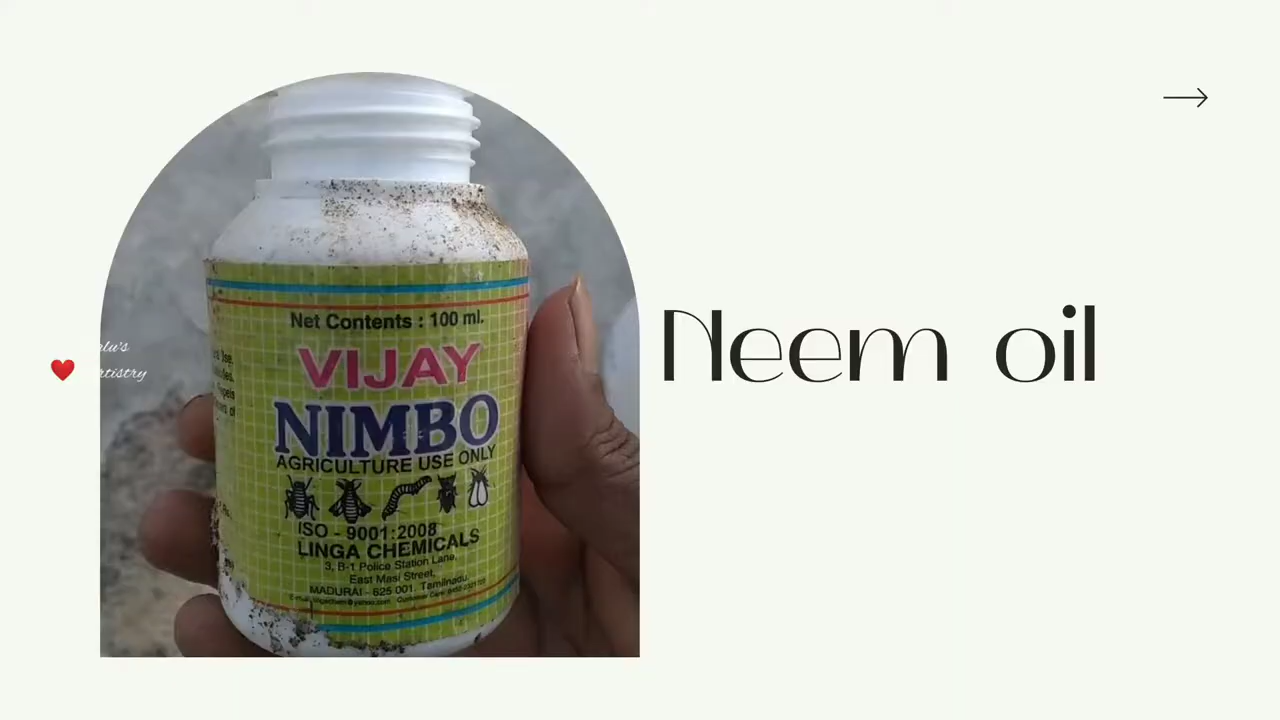 Net Contents : 100 ml.
VIJAY
NIMBO
AGRICULTURE USE ONLY
ISO - 9001:2008
LINGA CHEMICALS
3, B-1 Police Station Lane,
East Masi Street,
MADURAI - 625 001. Tamilnadu.
Neem oil